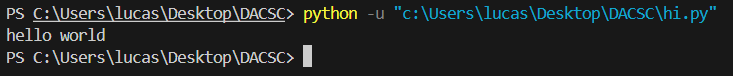 PS C:\Users\lucas\Desktop\DACSC> python -u "c:\Users\lucas\Desktop\DACSC\hi.py"
hello world
PS C:\Users\lucas\Desktop\DACSC>